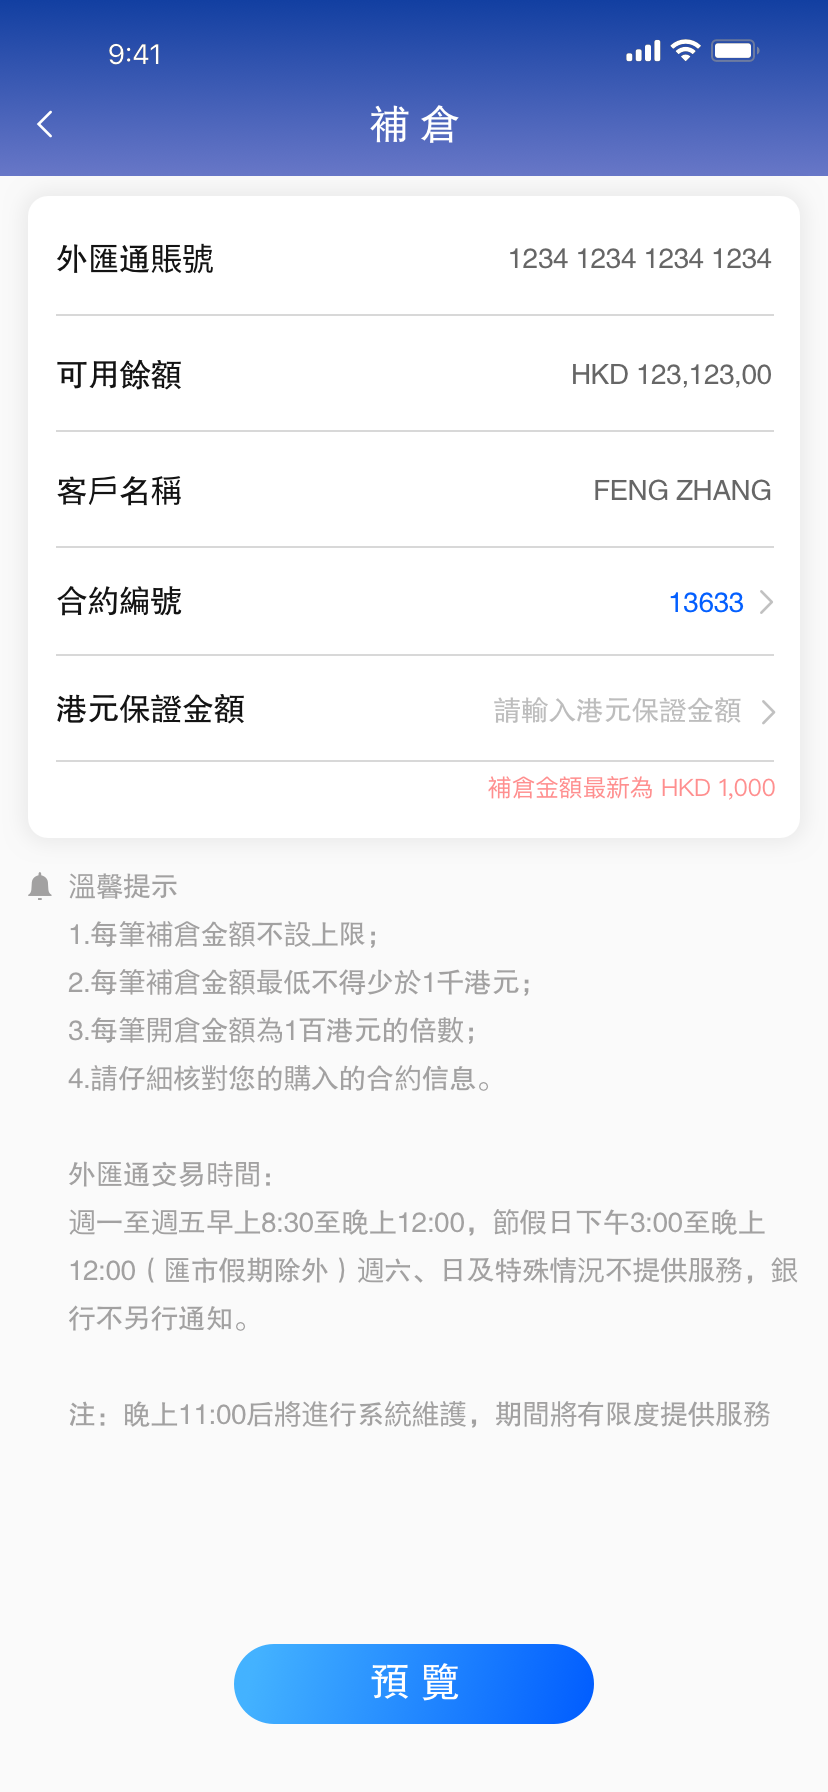 9:41
補倉
外匯通賬號 1234 1234 1234 1234
可用餘額 HKD 123,123,00
客戶名稱 FENG ZHANG
合約編號 13633
港元保證金額 請輸入港元保證金額
補倉金額最新為 HKD 1,000
溫馨提示
1.每筆補倉金額不設上限；
2.每筆補倉金額最低不得少於1千港元；
3.每筆開倉金額為1百港元的倍數；
4.請仔細核對您的購入的合約信息。
外匯通交易時間：
週一至週五早上8:30至晚上12:00，節假日下午3:00至晚上
12:00（匯市假期除外）週六、日及特殊情況不提供服務，銀
行不另行通知。
注：晚上11:00后將進行系統維護，期間將有限度提供服務
預覽